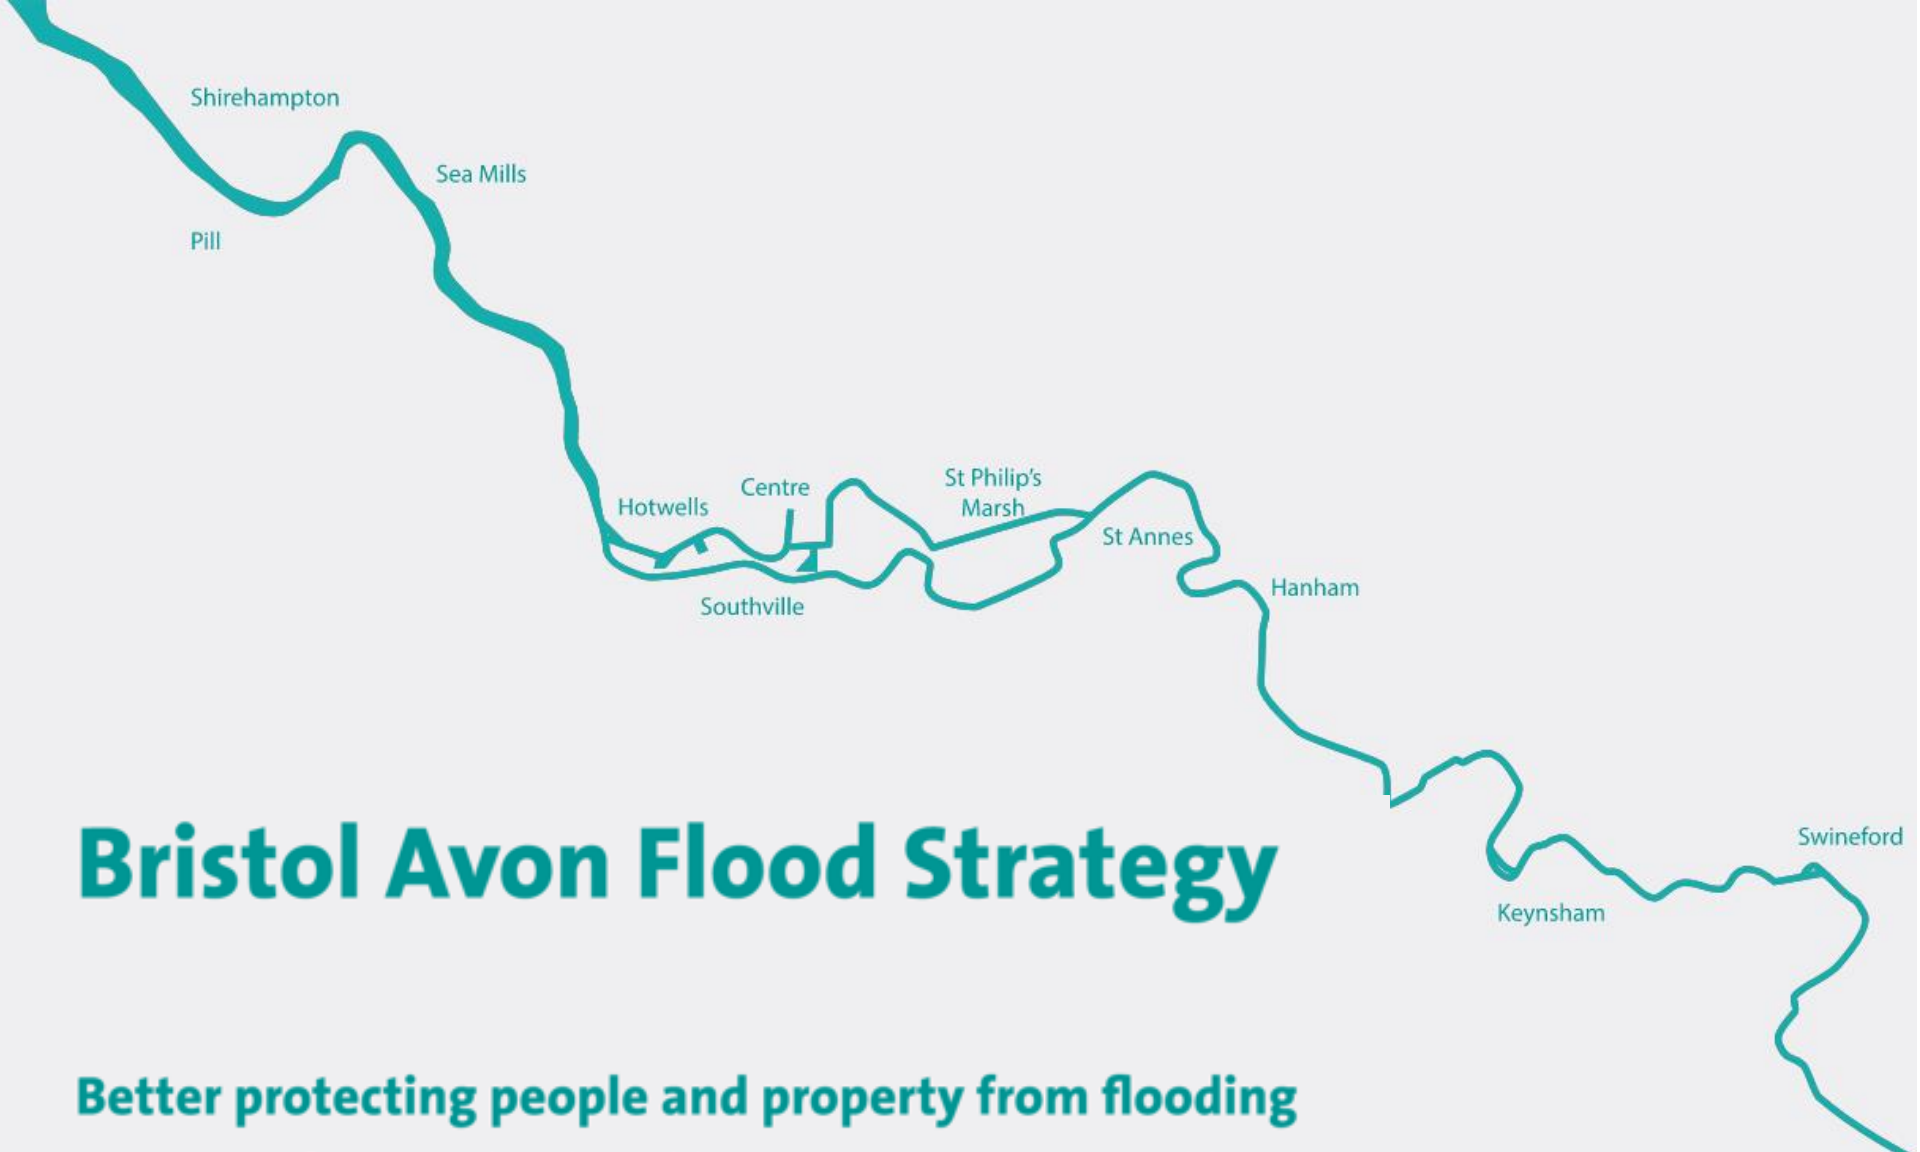 Shirehampton
Sea Mills
Pill
St Philip's
Centre
Marsh
Hotwells
St Annes
Hanham
Southville
Swineford
Bristol Avon Flood Strategy
Keynsham
Better protecting people and property from flooding